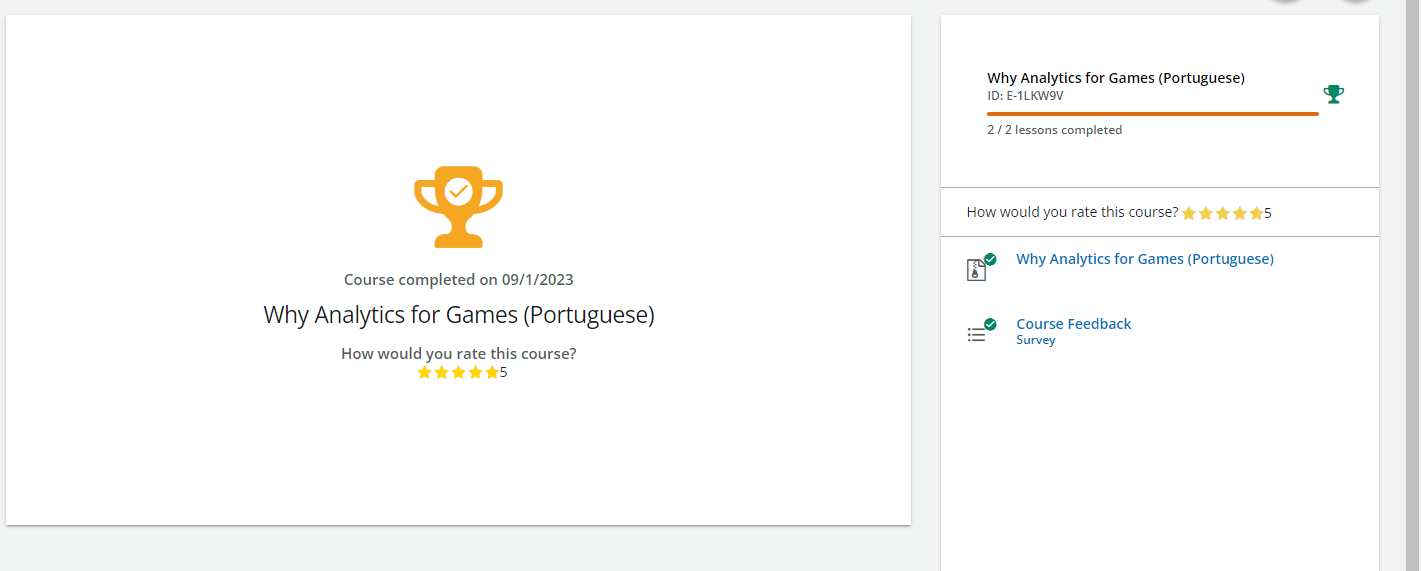 Course completed on 09/1/2023
Why Analytics for Games (Portuguese)
How would you rate this course?
5
Why Analytics for Games (Portuguese)
ID: E-1LKW9V
2 / 2 lessons completed
How would you rate this course? 5
Why Analytics for Games (Portuguese)
Course Feedback
Survey